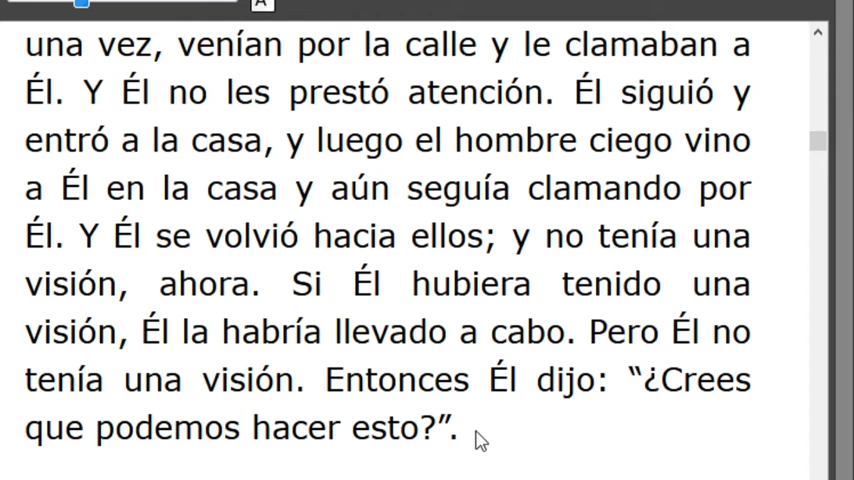 A
una vez, venían por la calle y le clamaban a
Él. Y Él no les prestó atención. Él siguió y
entró a la casa, y luego el hombre ciego vino
a Él en la casa y aún seguía clamando por
Él. Y Él se volvió hacia ellos; y no tenía una
visión, ahora. Si Él hubiera tenido una
visión, Él la habría llevado a cabo. Pero Él no
tenía una visión. Entonces Él dijo: “¿Crees
que podemos hacer esto?”.